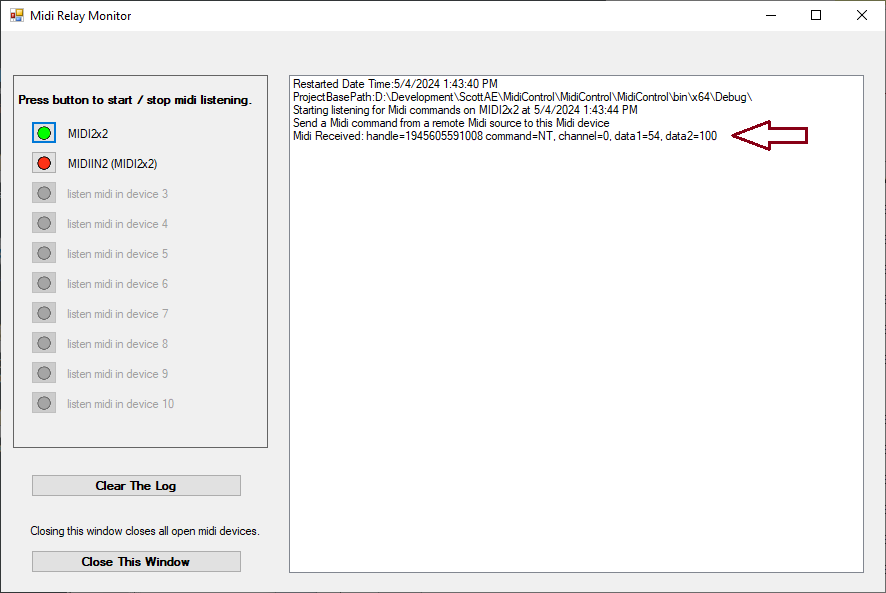 Midi Relay Monitor
Press button to start / stop midi listening.
MIDI2x2
MIDIIN2 (MIDI2x2)
listen midi in device 3
listen midi in device 4
listen midi in device 5
listen midi in device 6
listen midi in device 7
listen midi in device 8
listen midi in device 9
listen midi in device 10
Clear The Log
Closing this window closes all open midi devices.
Close This Window
Restarted Date Time:5/4/2024 1:43:40 PM
ProjectBasePath:D:\Development\ScottAE\MidiControl\MidiControl\MidiControl\bin\x64\Debug\
Starting listening for Midi commands on MIDI2x2 at 5/4/2024 1:43:44 PM
Send a Midi command from a remote Midi source to this Midi device
Midi Received: handle=1945605591008 command=NT, channel=0, data1=54, data2=100